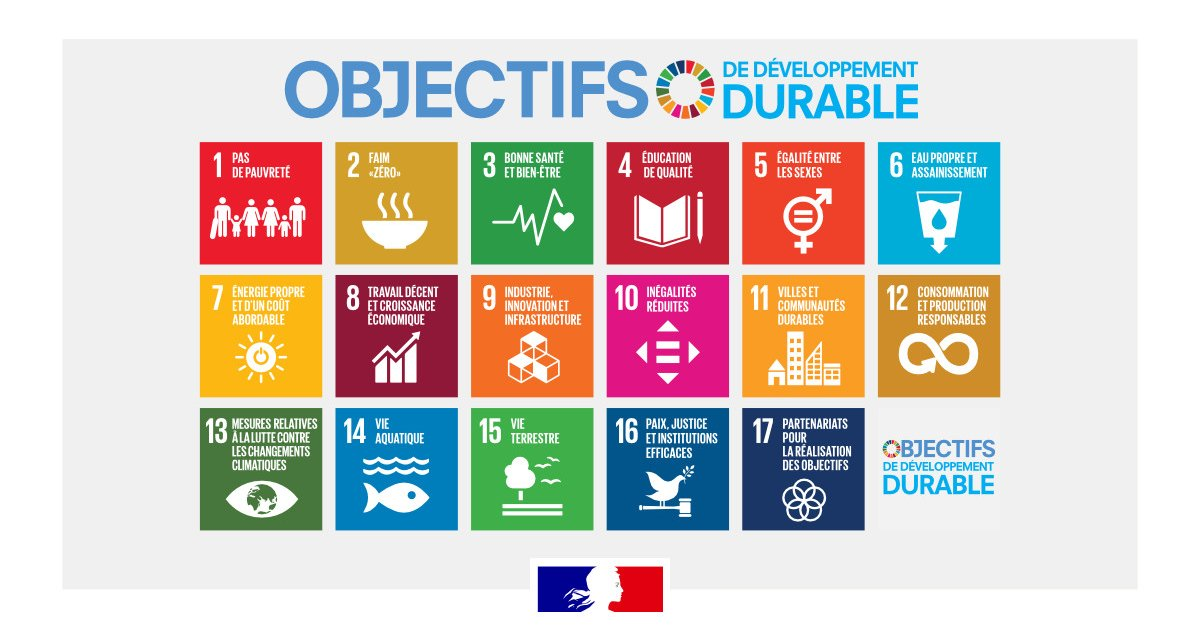 OBJECTIFS
DE DÉVELOPPEMENT
DURABLE
1 PAS
DE PAUVRETÉ
2 FAIM
«ZÉRO»
3 BONNE SANTÉ
ET BIEN-ÊTRE
4 ÉDUCATION
DE QUALITÉ
5 ÉGALITÉ ENTRE
LES SEXES
6 EAU PROPRE ET
ASSAINISSEMENT
7 ÉNERGIE PROPRE
ET D'UN COÛT
ABORDABLE
8 TRAVAIL DÉCENT
ET CROISSANCE
ÉCONOMIQUE
9 INDUSTRIE,
INNOVATION ET
INFRASTRUCTURE
10 INÉGALITÉS
RÉDUITES
11 VILLES ET
COMMUNAUTÉS
DURABLES
12 CONSOMMATION
ET PRODUCTION
RESPONSABLES
13 MESURES RELATIVES
À LA LUTTE CONTRE
LES CHANGEMENTS
CLIMATIQUES
14 VIE
AQUATIQUE
15 VIE
TERRESTRE
16 PAIX, JUSTICE
ET INSTITUTIONS
EFFICACES
17 PARTENARIATS
POUR
LA RÉALISATION
DES OBJECTIFS
OBJECTIFS
DE DÉVELOPPEMENT
DURABLE